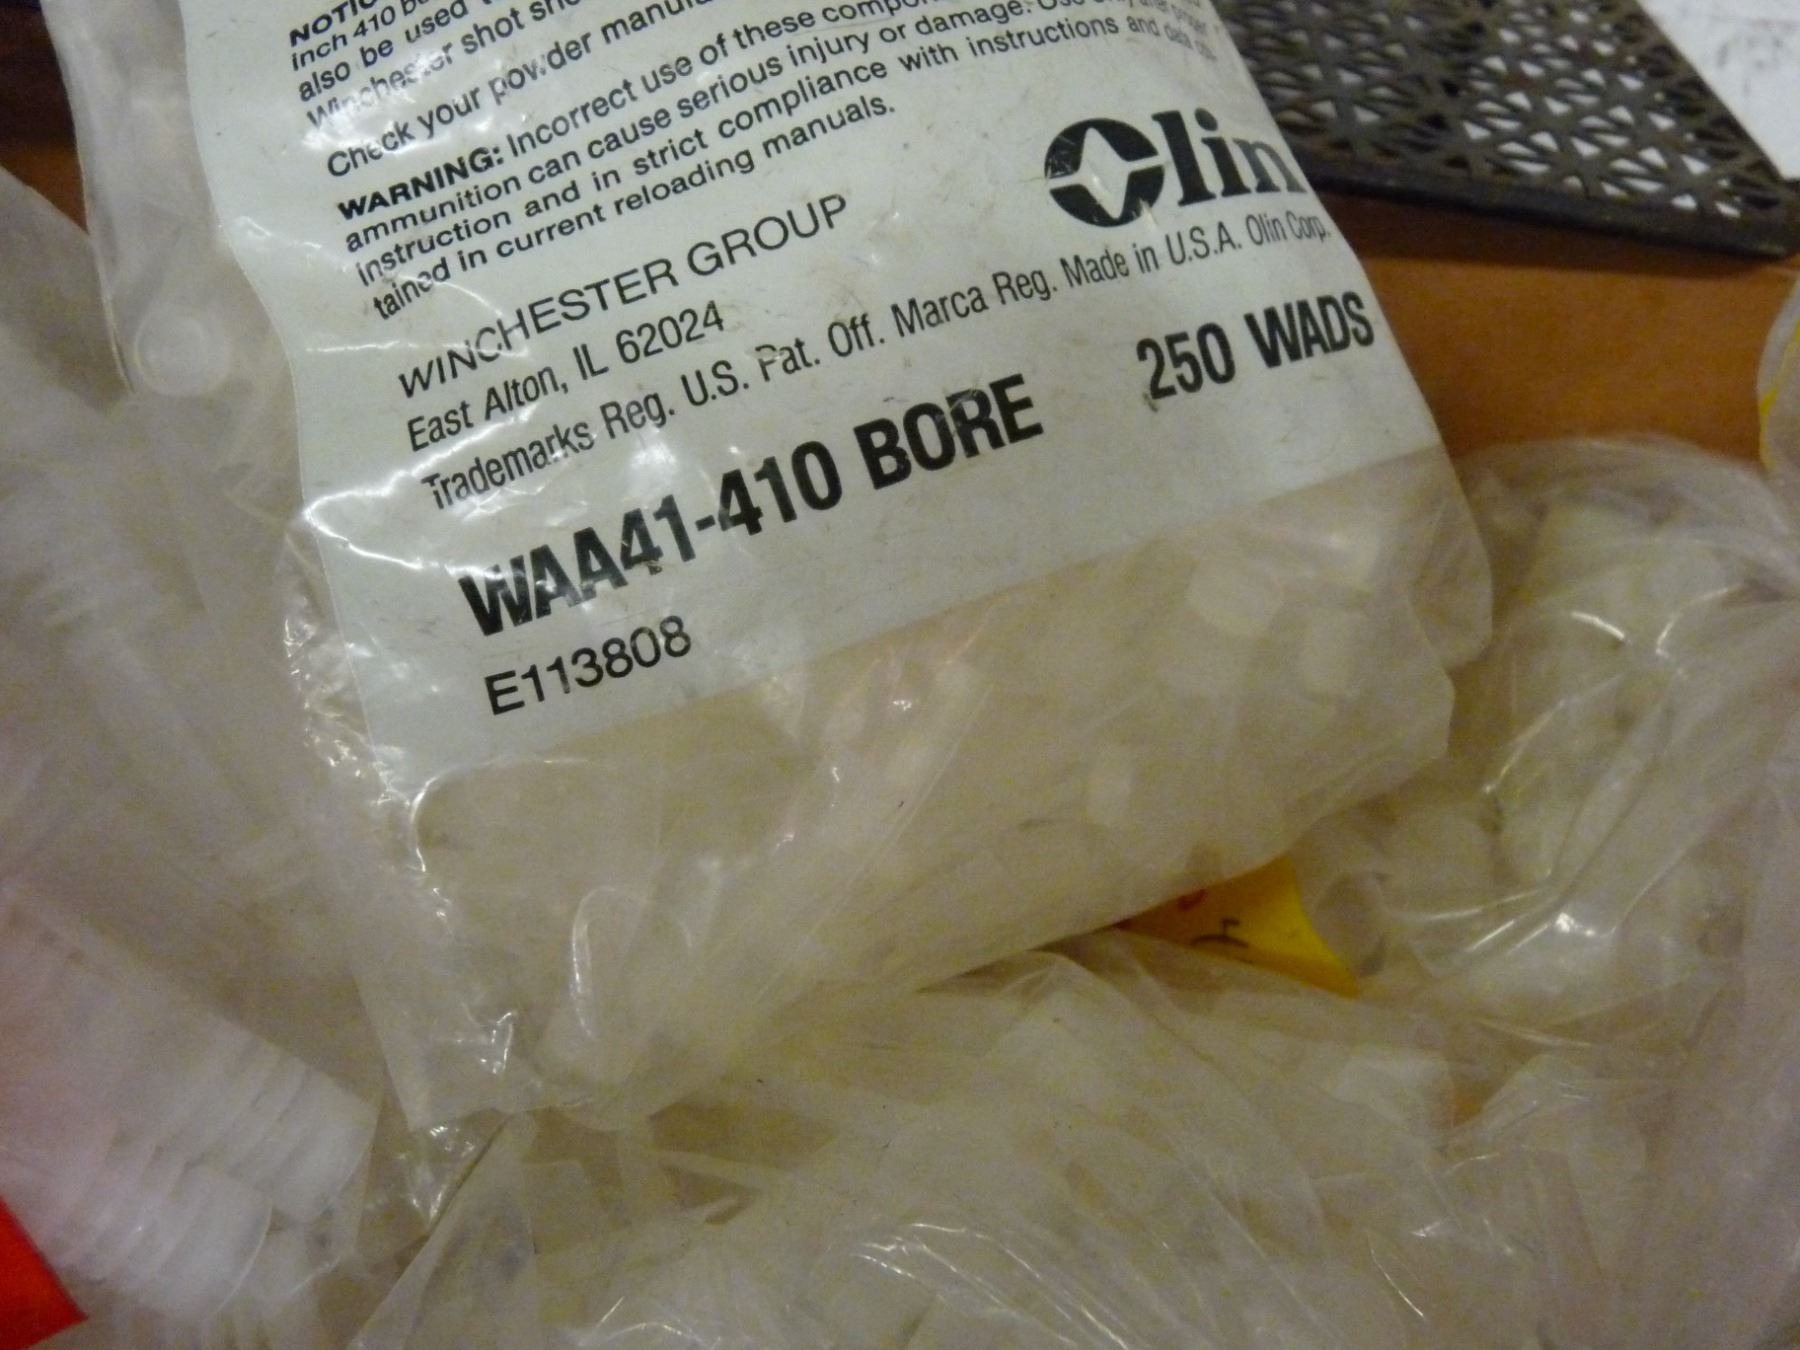 inch 410
also be used
Winchester shot
Check your powder
WARNING: Incorrect use of these
ammunition can cause serious injury or damage.
instruction and in strict compliance with instructions and data
tained in current reloading manuals.
Olin
WINCHESTER GROUP
East Alton, IL 62024
Trademarks Reg. U.S. Pat. Off. Marca Reg. Made in U.S.A. Olin Corp.
WAA41-410 BORE 250 WADS
E113808